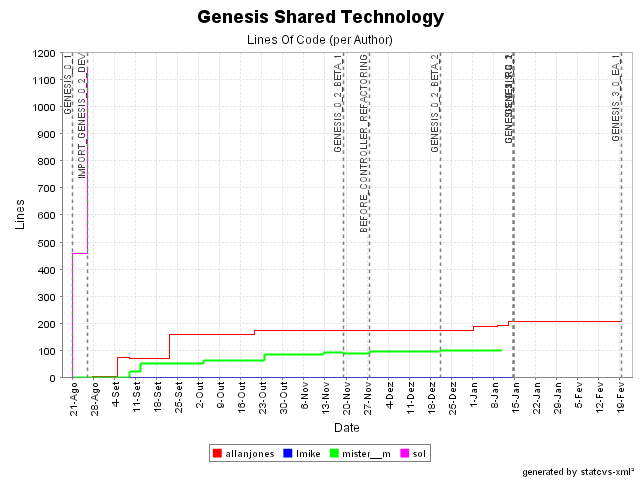 Genesis Shared Technology
Lines Of Code (per Author)
Lines
1200
1100
1000
900
800
700
600
500
400
300
200
100
0
GENESIS_0_1
IMPORT_GENESIS_0_2_DEV
GENESIS_0_2_BETA_1
BEFORE_CONTROLLER_REFACTORING
GENESIS_0_2_BETA_2
GENESIS_3_0_EA_1
21-Ago
28-Ago
4-Set
11-Set
18-Set
25-Set
2-Out
9-Out
16-Out
23-Out
30-Out
6-Nov
13-Nov
20-Nov
27-Nov
4-Dez
11-Dez
18-Dez
25-Dez
1-Jan
8-Jan
15-Jan
22-Jan
29-Jan
5-Fev
12-Fev
19-Fev
Date
allanjones lmike mister__m sol
generated by statcvs-xml²